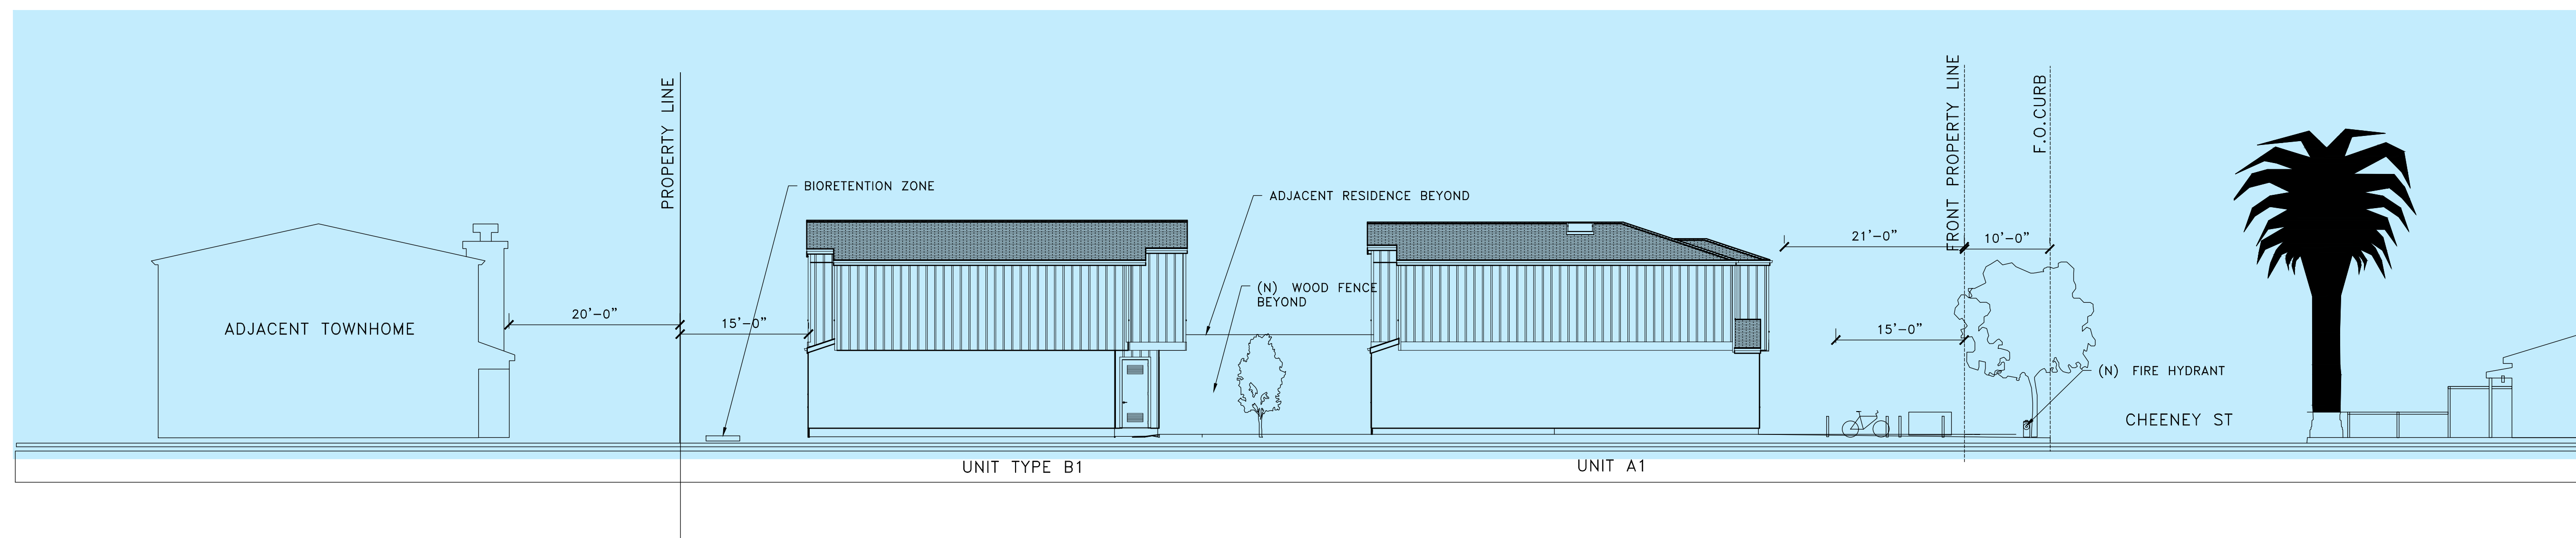 PROPERTY LINE
FRONT PROPERTY LINE
F.O.CURB
BIORETENTION ZONE
ADJACENT RESIDENCE BEYOND
21'-0"
10'-0"
(N) WOOD FENCE
BEYOND
20'-0"
15'-0"
ADJACENT TOWNHOME
15'-0"
(N) FIRE HYDRANT
CHEENEY ST
UNIT TYPE B1
UNIT A1